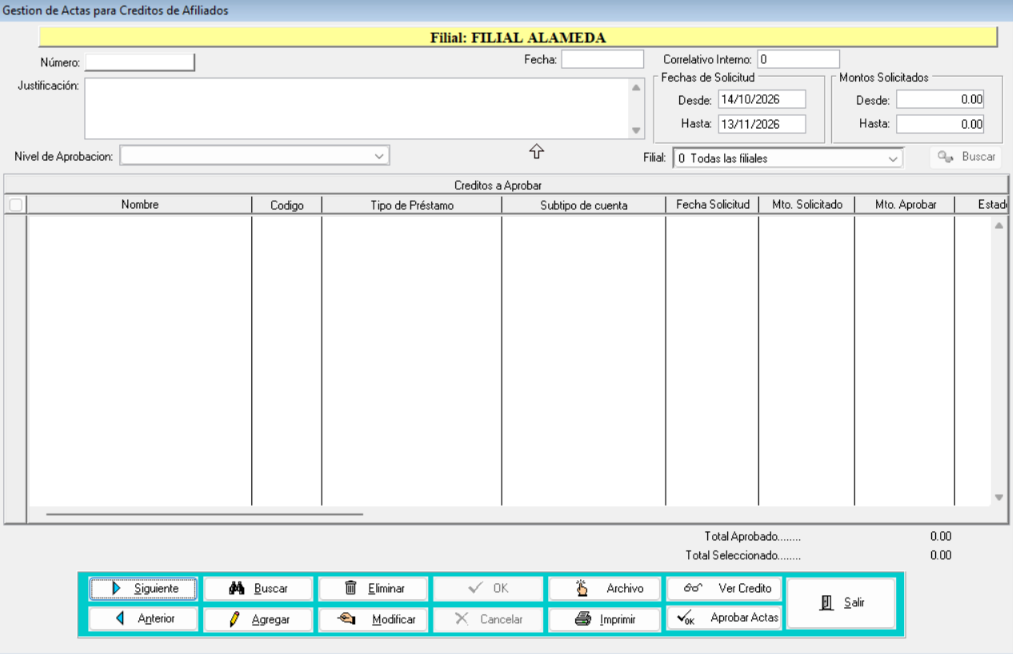 Gestion de Actas para Creditos de Afiliados
Filial: FILIAL ALAMEDA
Número:
Fecha:
Correlativo Interno: 0
Justificación:
Fechas de Solicitud
Desde: 14/10/2026
Hasta: 13/11/2026
Montos Solicitados
Desde: 0.00
Hasta: 0.00
Nivel de Aprobacion:
Filial: 0 Todas las filiales
Buscar
Creditos a Aprobar
Nombre Codigo Tipo de Préstamo Subtipo de cuenta Fecha Solicitud Mto. Solicitado Mto. Aprobar Estad
Total Aprobado........ 0.00
Total Seleccionado....... 0.00
Siguiente Buscar Eliminar OK Archivo Ver Credito
Salir
Anterior Agregar Modificar Cancelar Imprimir OK Aprobar Actas